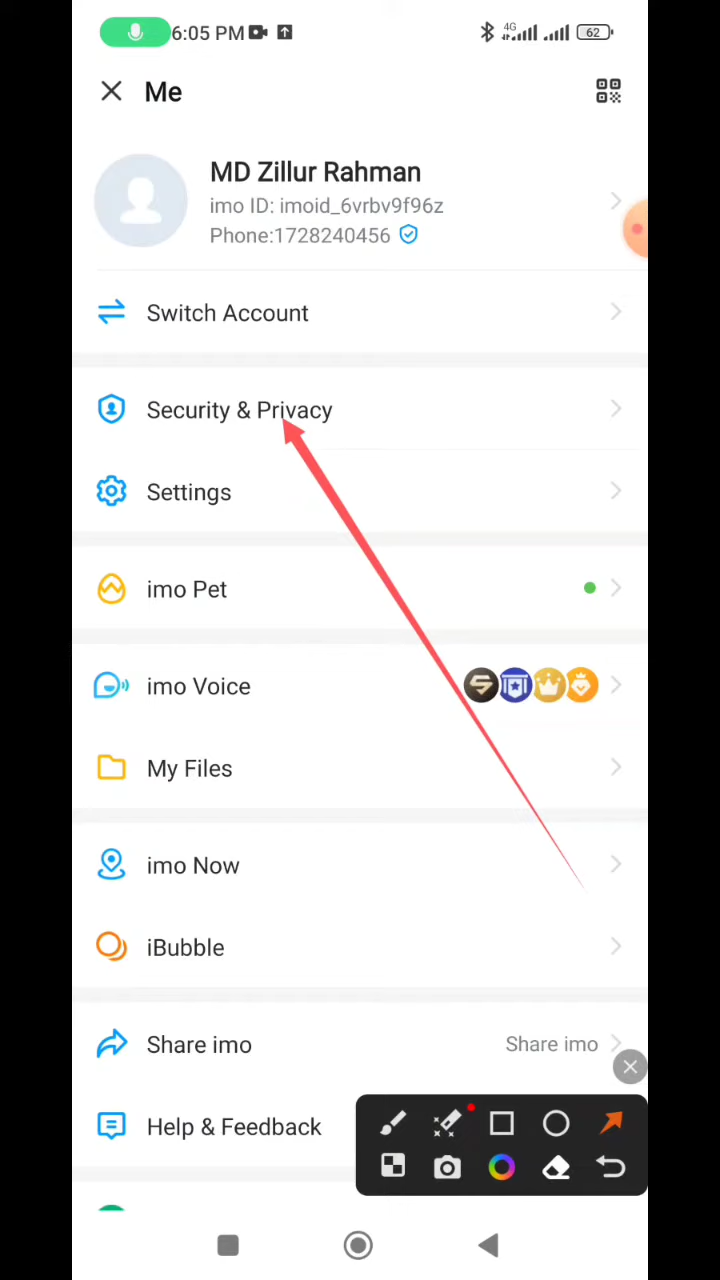 6:05 PM
4G
62
Me
MD Zillur Rahman
imo ID: imoid_6vrbv9f96z
Phone:1728240456
Switch Account
Security & Privacy
Settings
imo Pet
imo Voice
My Files
imo Now
iBubble
Share imo
Share imo
Help & Feedback